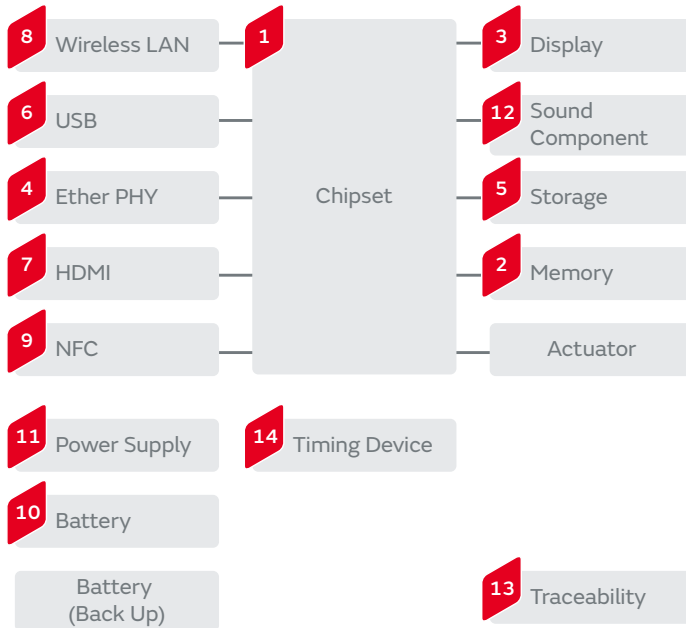 8
Wireless LAN
1
3
Display
6
USB
12
Sound
Component
4
Ether PHY
Chipset
5
Storage
7
HDMI
2
Memory
9
NFC
Actuator
11
Power Supply
14
Timing Device
10
Battery
Battery
(Back Up)
13
Traceability